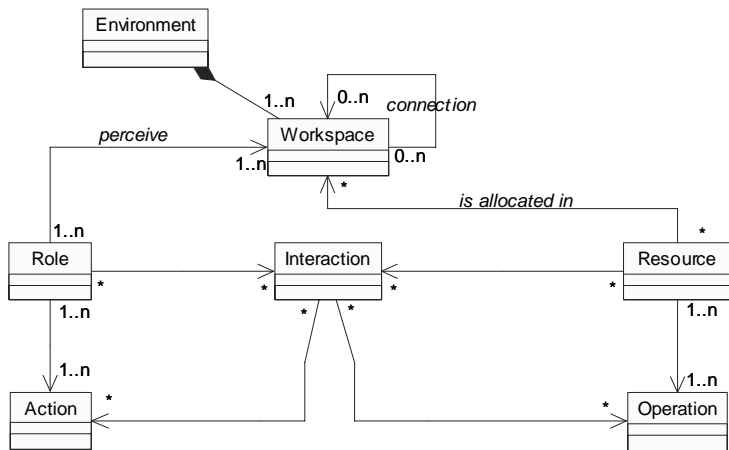 Environment
1..n
0..n
connection
perceive
Workspace
1..n
0..n
*
is allocated in
1..n
*
Role
Interaction
Resource
*
*
*
*
1..n
*
*
1..n
1..n
*
*
1..n
Action
Operation